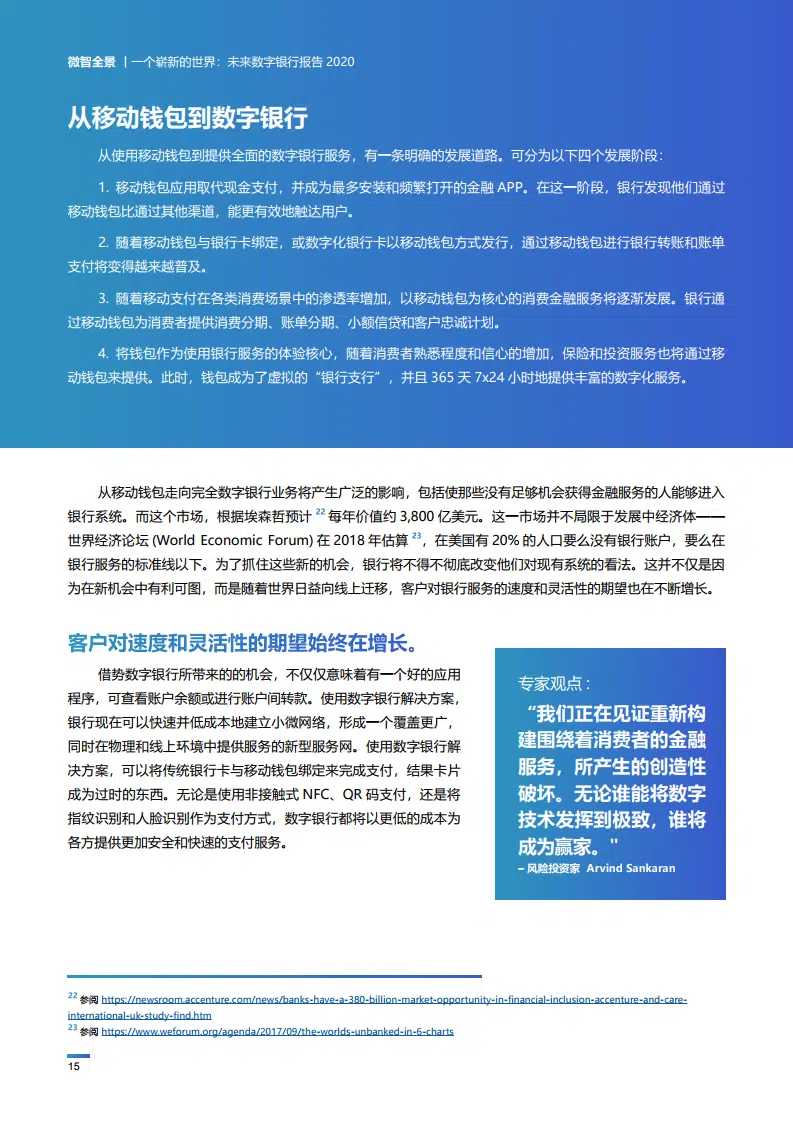 微智全景 | 一个崭新的世界：未来数字银行报告 2020
从移动钱包到数字银行
从使用移动钱包到提供全面的数字银行服务，有一条明确的发展道路。可分为以下四个发展阶段：
1. 移动钱包应用取代现金支付，并成为最多安装和频繁打开的金融 APP。在这一阶段，银行发现他们通过
移动钱包比通过其他渠道，能更有效地触达用户。
2. 随着移动钱包与银行卡绑定，或数字化银行卡以移动钱包方式发行，通过移动钱包进行银行转账和账单
支付将变得越来越普及。
3. 随着移动支付在各类消费场景中的渗透率增加，以移动钱包为核心的消费金融服务将逐渐发展。银行通
过移动钱包为消费者提供消费分期、账单分期、小额信贷和客户忠诚计划。
4. 将钱包作为使用银行服务的体验核心，随着消费者熟悉程度和信心的增加，保险和投资服务也将通过移
动钱包来提供。此时，钱包成为了虚拟的“银行支行”，并且 365 天 7x24 小时地提供丰富的数字化服务。
从移动钱包走向完全数字银行业务将产生广泛的影响，包括使那些没有足够机会获得金融服务的人能够进入
银行系统。而这个市场，根据埃森哲预计 22 每年价值约 3,800 亿美元。这一市场并不局限于发展中经济体——
世界经济论坛 (World Economic Forum) 在 2018 年估算 23，在美国有 20% 的人口要么没有银行账户，要么在
银行服务的标准线以下。为了抓住这些新的机会，银行将不得不彻底改变他们对现有系统的看法。这并不仅是因
为在新机会中有利可图，而是随着世界日益向线上迁移，客户对银行服务的速度和灵活性的期望也在不断增长。
客户对速度和灵活性的期望始终在增长。
借势数字银行所带来的的机会，不仅仅意味着有一个好的应用
程序，可查看账户余额或进行账户间转款。使用数字银行解决方案，
银行现在可以快速并低成本地建立小微网络，形成一个覆盖更广，
同时在物理和线上环境中提供服务的新型服务网。使用数字银行解
决方案，可以将传统银行卡与移动钱包绑定来完成支付，结果卡片
成为过时的东西。无论是使用非接触式 NFC、QR 码支付，还是将
指纹识别和人脸识别作为支付方式，数字银行都将以更低的成本为
各方提供更加安全和快速的支付服务。
专家观点：
“我们正在见证重新构
建围绕着消费者的金融
服务，所产生的创造性
破坏。无论谁能将数字
技术发挥到极致，谁将
成为赢家。"
– 风险投资家 Arvind Sankaran
22 参阅 https://newsroom.accenture.com/news/banks-have-a-380-billion-market-opportunity-in-financial-inclusion-accenture-and-care-
international-uk-study-find.htm
23 参阅 https://www.weforum.org/agenda/2017/09/the-worlds-unbanked-in-6-charts
15